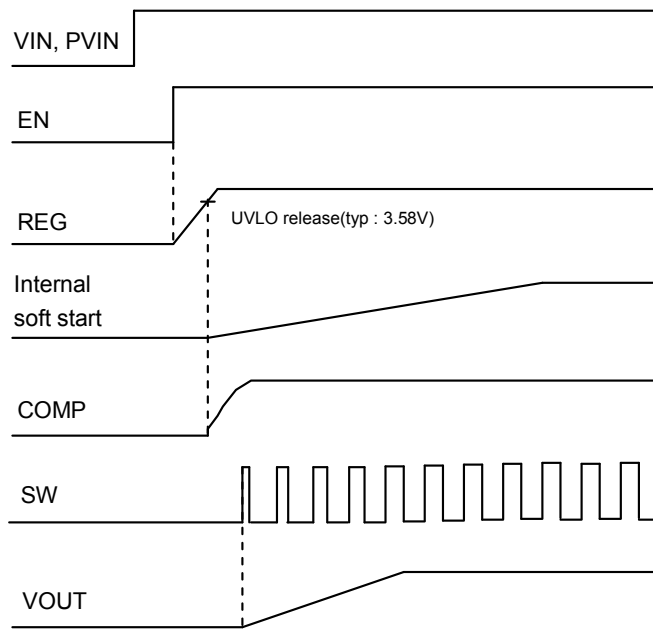 VIN, PVIN
EN
REG
UVLO release(typ : 3.58V)
Internal
soft start
COMP
SW
VOUT